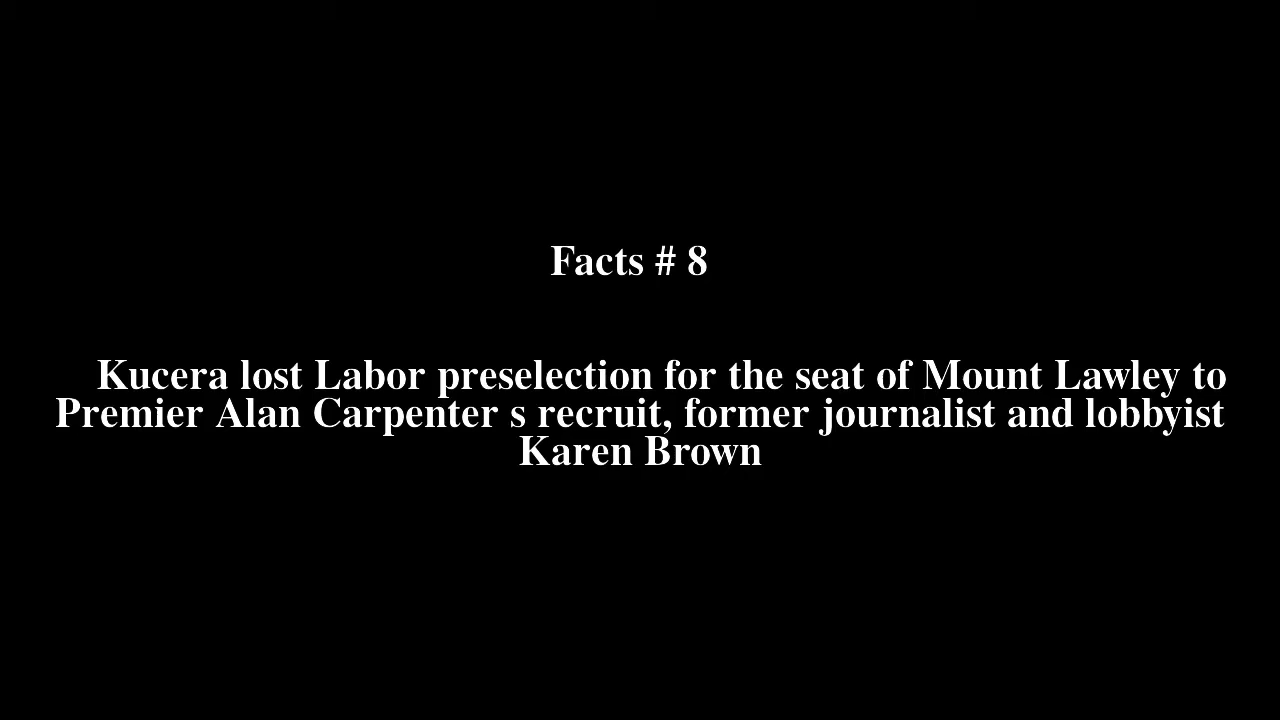 Facts # 8
Kucera lost Labor preselection for the seat of Mount Lawley to
Premier Alan Carpenter s recruit, former journalist and lobbyist
Karen Brown